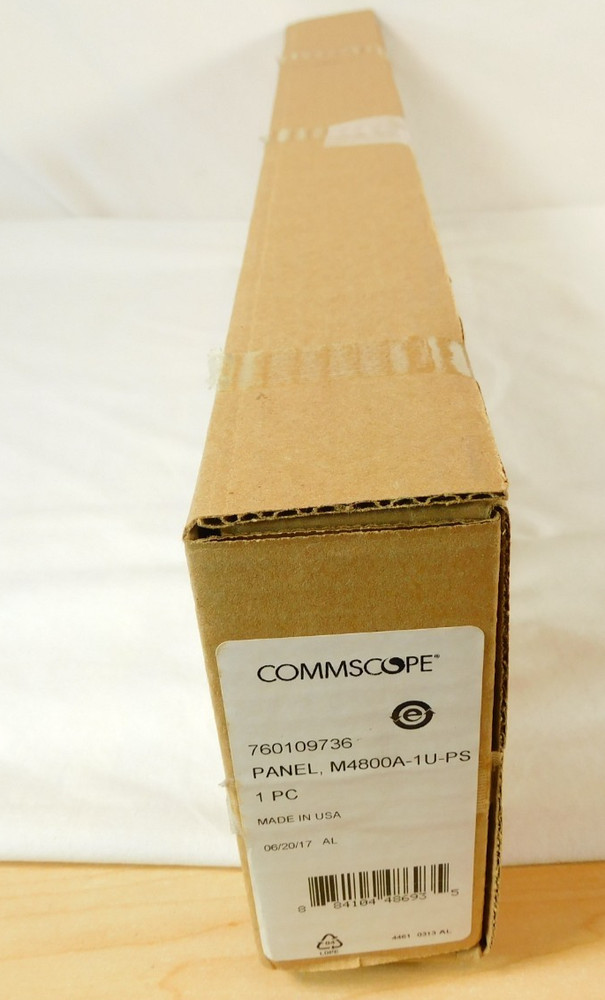 COMMSCOPE®
e
760109736
PANEL, M4800A-1U-PS
1 PC
MADE IN USA
06/20/17 AL
8 84104 48693 5
04
LDPE
4461 0313 AL